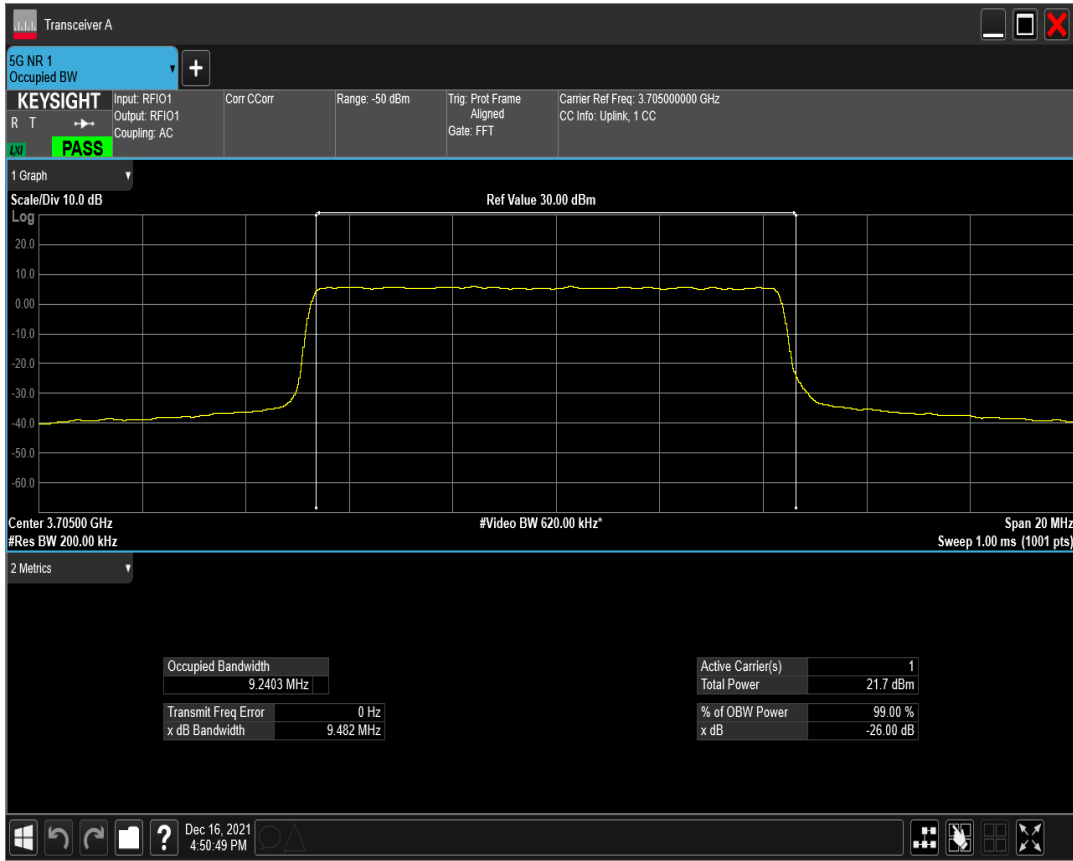 Transceiver A
5G NR 1
Occupied BW
+
KEYSIGHT
R T
LXI
PASS
Input: RFIO1
Output: RFIO1
Coupling: AC
Corr CCorr
Range: -50 dBm
Trig: Prot Frame
Aligned
Gate: FFT
Carrier Ref Freq: 3.705000000 GHz
CC Info: Uplink, 1 CC
1 Graph
Scale/Div 10.0 dB
Ref Value 30.00 dBm
Log
20.0
10.0
0.00
-10.0
-20.0
-30.0
-40.0
-50.0
-60.0
Center 3.70500 GHz
#Video BW 620.00 kHz*
Span 20 MHz
#Res BW 200.00 kHz
Sweep 1.00 ms (1001 pts)
2 Metrics
Occupied Bandwidth
9.2403 MHz
Transmit Freq Error 0 Hz
x dB Bandwidth 9.482 MHz
Active Carrier(s) 1
Total Power 21.7 dBm
% of OBW Power 99.00 %
x dB -26.00 dB
?
Dec 16, 2021
4:50:49 PM